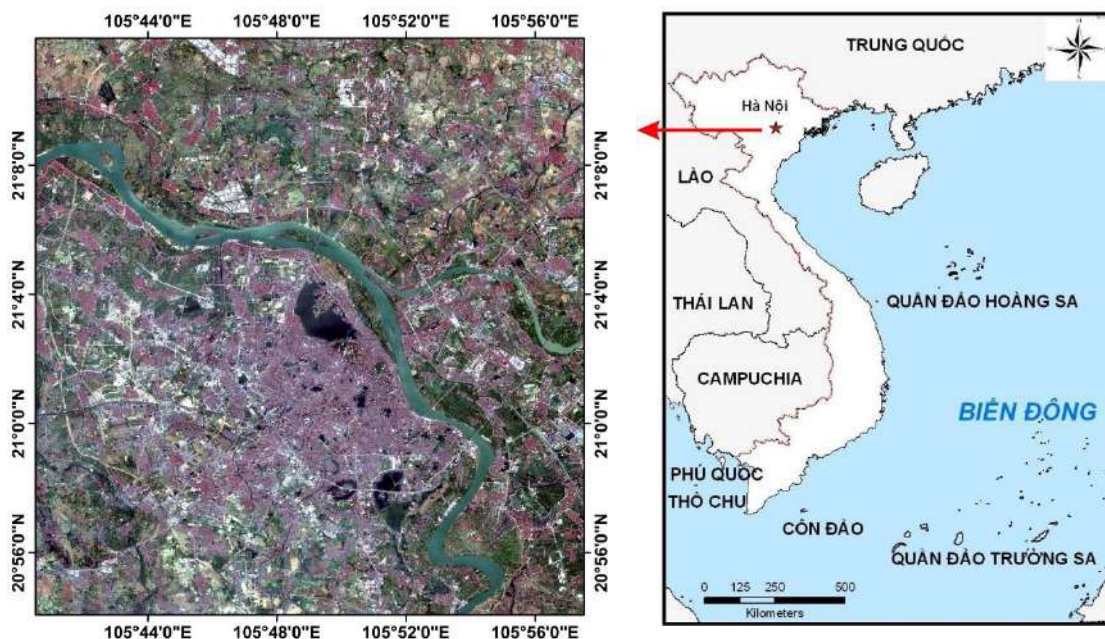 105°44'0"E 105°48'0"E 105°52'0"E 105°56'0"E
21°8'0"N
21°4'0"N
21°0'0"N
20°56'0"N
21°8'0"N
21°4'0"N
21°0'0"N
20°56'0"N
105°44'0"E 105°48'0"E 105°52'0"E 105°56'0"E
TRUNG QUỐC
Hà Nội
LÀO
THÁI LAN
QUẦN ĐẢO HOÀNG SA
CAMPUCHIA
BIỂN ĐÔNG
PHÚ QUỐC
THỔ CHU
CÔN ĐẢO
QUẦN ĐẢO TRƯỜNG SA
0 125 250 500
Kilometers